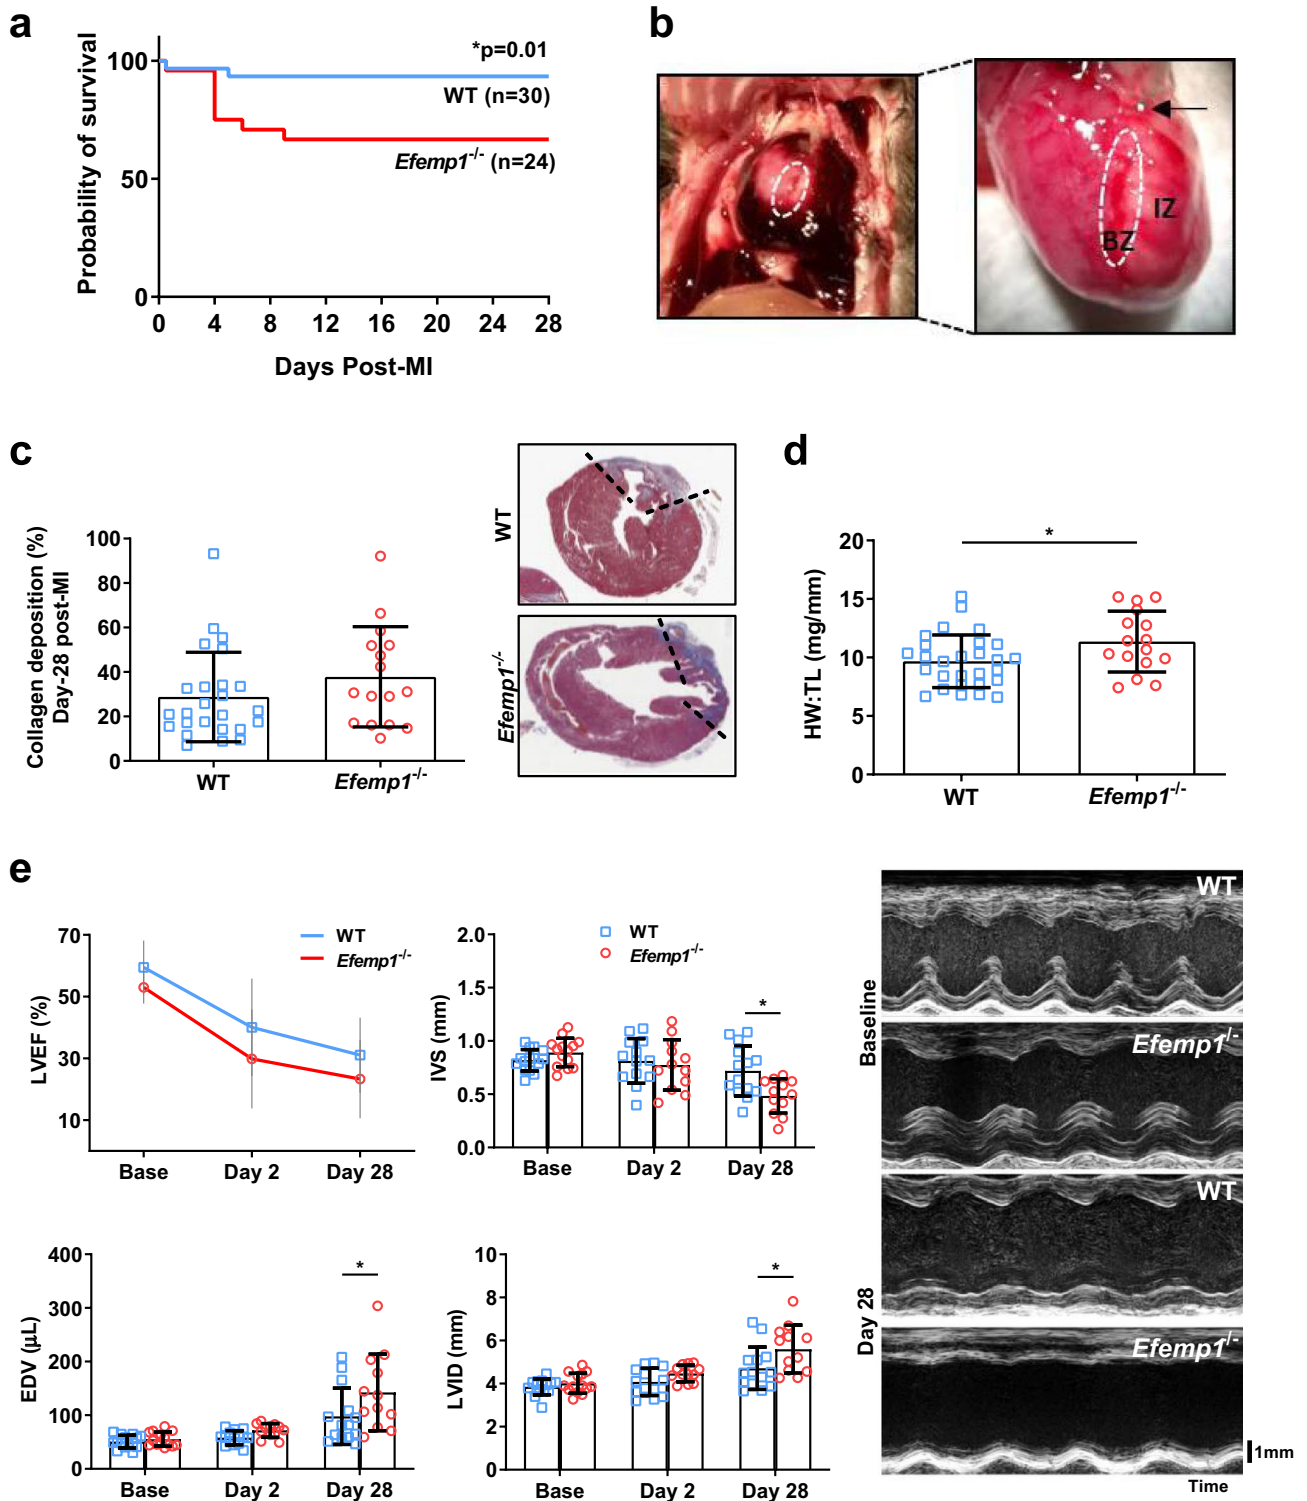 a
Probability of survival
100
50
0
*p=0.01
WT (n=30)
Efemp1-/- (n=24)
0 4 8 12 16 20 24 28
Days Post-MI
b
IZ
BZ
c
Collagen deposition (%)
Day-28 post-MI
100
80
60
40
20
0
WT
Efemp1-/-
WT
Efemp1-/-
d
HW:TL (mg/mm)
20
15
10
5
0
*
WT
Efemp1-/-
e
LVEF (%)
70
50
30
10
WT
Efemp1-/-
Base Day 2 Day 28
IVS (mm)
2.0
1.5
1.0
0.5
0.0
WT
Efemp1-/-
*
Base Day 2 Day 28
EDV (µL)
400
300
200
100
0
*
Base Day 2 Day 28
LVID (mm)
10
8
6
4
2
0
*
Base Day 2 Day 28
Baseline
WT
Efemp1-/-
Day 28
WT
Efemp1-/-
1mm
Time